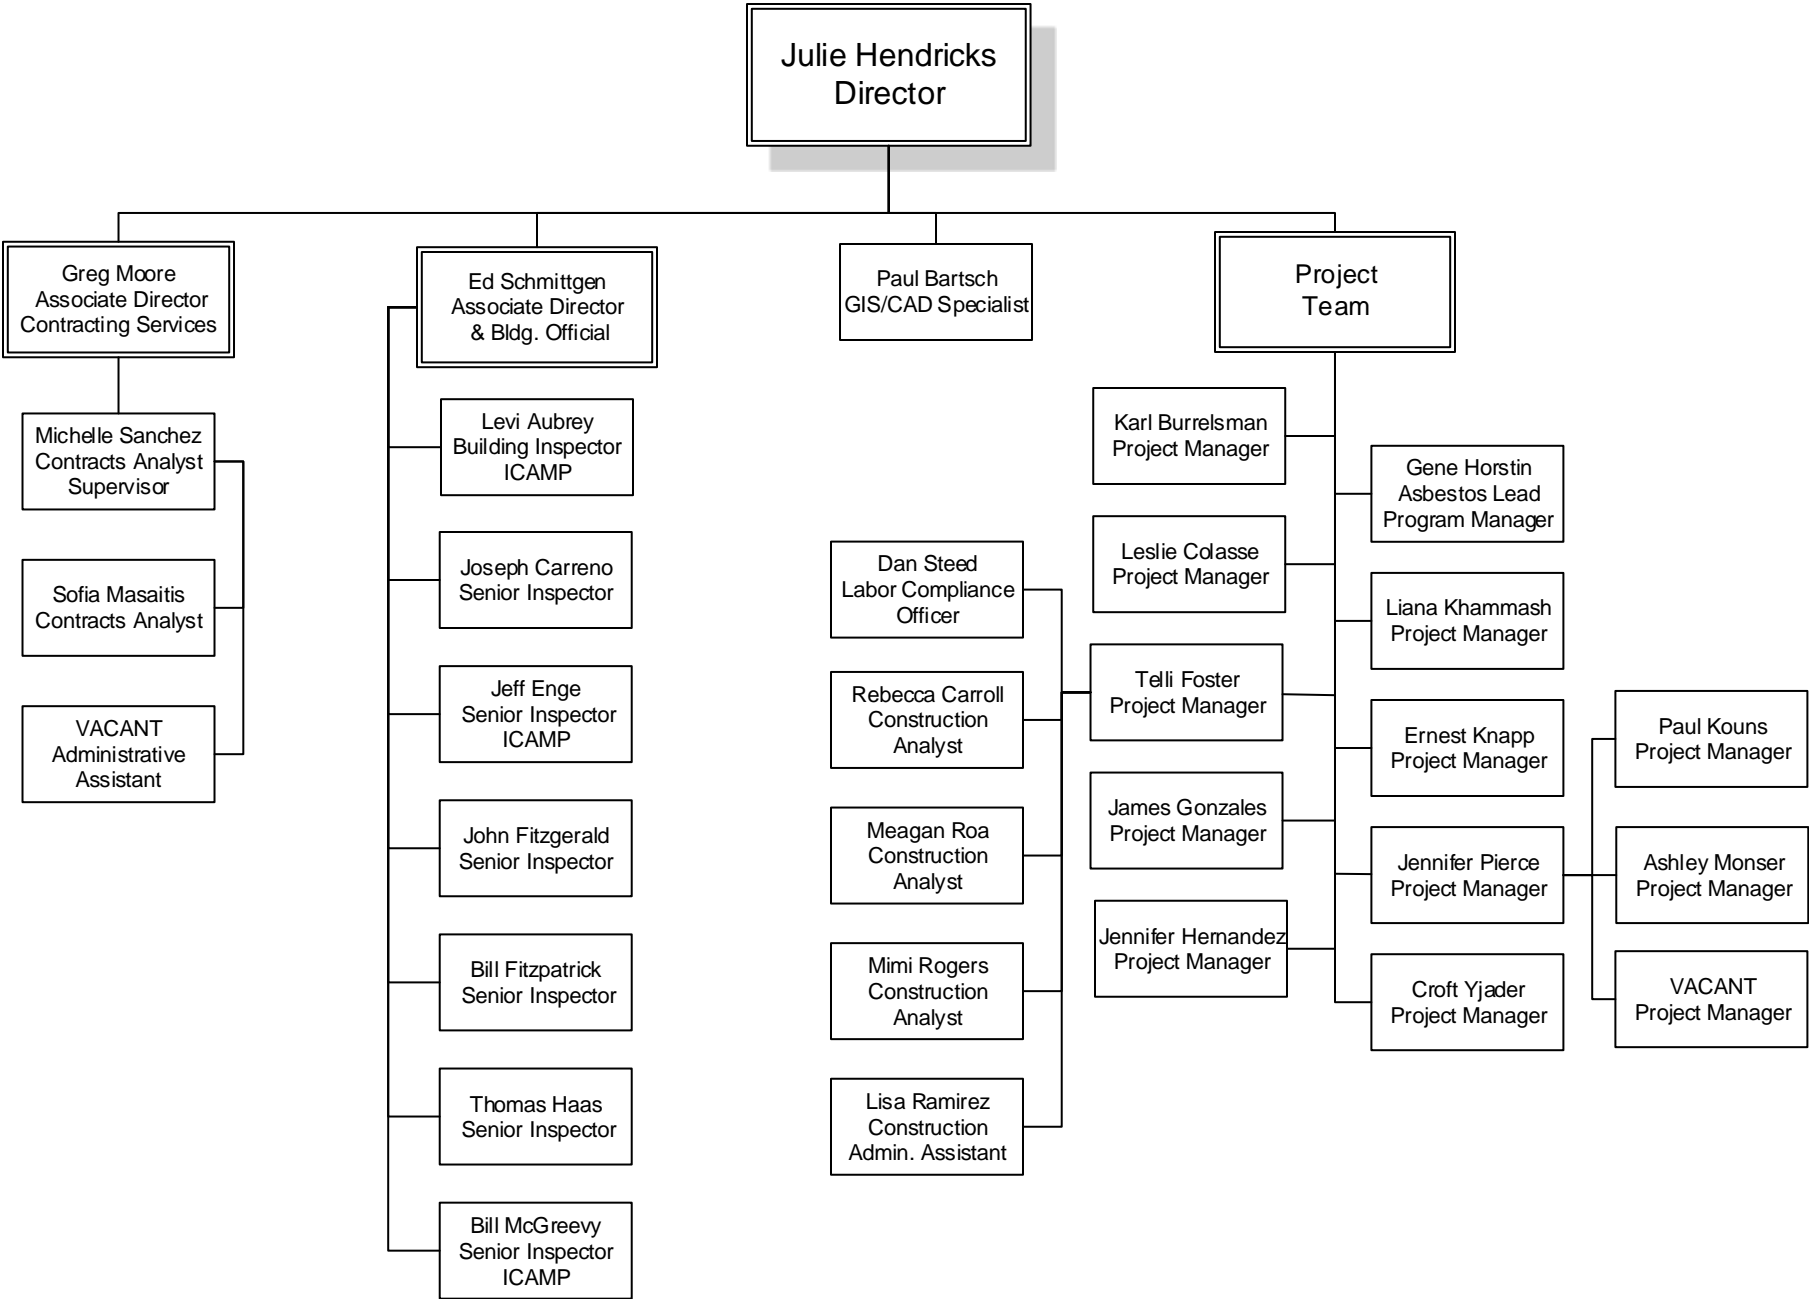 Julie Hendricks
Director
Greg Moore
Associate Director
Contracting Services
Michelle Sanchez
Contracts Analyst
Supervisor
Sofia Masaitis
Contracts Analyst
VACANT
Administrative
Assistant
Ed Schmittgen
Associate Director
& Bldg. Official
Levi Aubrey
Building Inspector
ICAMP
Joseph Carreno
Senior Inspector
Jeff Enge
Senior Inspector
ICAMP
John Fitzgerald
Senior Inspector
Bill Fitzpatrick
Senior Inspector
Thomas Haas
Senior Inspector
Bill McGreevy
Senior Inspector
ICAMP
Paul Bartsch
GIS/CAD Specialist
Project
Team
Karl Burrelsman
Project Manager
Leslie Colasse
Project Manager
Telli Foster
Project Manager
Dan Steed
Labor Compliance
Officer
Rebecca Carroll
Construction
Analyst
Meagan Roa
Construction
Analyst
Mimi Rogers
Construction
Analyst
Lisa Ramirez
Construction
Admin. Assistant
James Gonzales
Project Manager
Jennifer Hernandez
Project Manager
Gene Horstin
Asbestos Lead
Program Manager
Liana Khammash
Project Manager
Ernest Knapp
Project Manager
Jennifer Pierce
Project Manager
Paul Kouns
Project Manager
Ashley Monser
Project Manager
VACANT
Project Manager
Croft Yjader
Project Manager